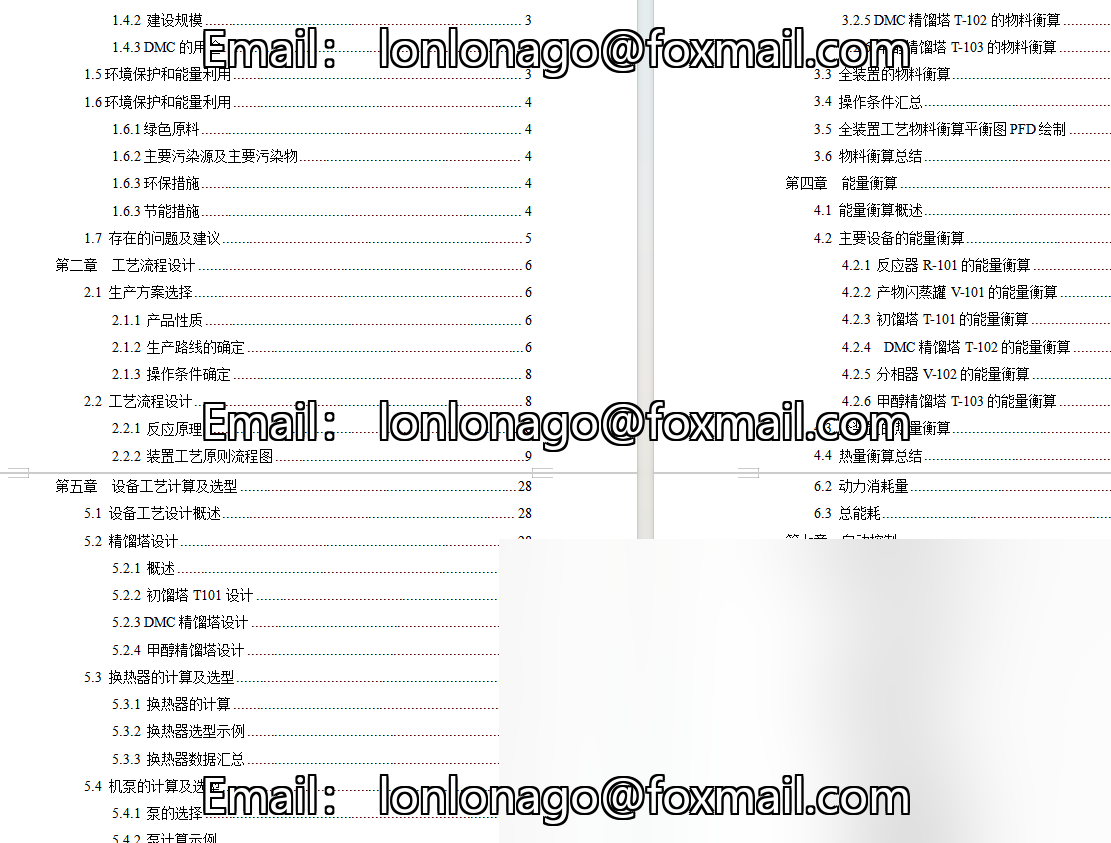 1.4.2 建设规模 3
1.4.3 DMC 的用
1.5 环境保护和能量利用 3
1.6 环境保护和能量利用 4
1.6.1 绿色原料 4
1.6.2 主要污染源及主要污染物 4
1.6.3 环保措施 4
1.6.3 节能措施 4
1.7 存在的问题及建议 5
第二章 工艺流程设计 6
2.1 生产方案选择 6
2.1.1 产品性质 6
2.1.2 生产路线的确定 6
2.1.3 操作条件确定 8
2.2 工艺流程设计 8
2.2.1 反应原理
2.2.2 装置工艺原则流程图 9
3.2.5 DMC 精馏塔 T-102 的物料衡算
精馏塔 T-103 的物料衡算
3.3 全装置的物料衡算
3.4 操作条件汇总
3.5 全装置工艺物料衡算平衡图 PFD 绘制
3.6 物料衡算总结
第四章 能量衡算
4.1 能量衡算概述
4.2 主要设备的能量衡算
4.2.1 反应器 R-101 的能量衡算
4.2.2 产物闪蒸罐 V-101 的能量衡算
4.2.3 初馏塔 T-101 的能量衡算
4.2.4 DMC 精馏塔 T-102 的能量衡算
4.2.5 分相器 V-102 的能量衡算
4.2.6 甲醇精馏塔 T-103 的能量衡算
热量衡算
4.4 热量衡算总结
第五章 设备工艺计算及选型 28
5.1 设备工艺设计概述 28
5.2 精馏塔设计 28
5.2.1 概述
5.2.2 初馏塔 T101 设计
5.2.3 DMC 精馏塔设计
5.2.4 甲醇精馏塔设计
5.3 换热器的计算及选型
5.3.1 换热器的计算
5.3.2 换热器选型示例
5.3.3 换热器数据汇总
5.4 机泵的计算及选
5.4.1 泵的选择
5.4.2 泵计算示例
6.2 动力消耗量
6.3 总能耗
第七章 自动控制
Email： lonlonago@foxmail.com
Email： lonlonago@foxmail.com
Email： lonlonago@foxmail.com